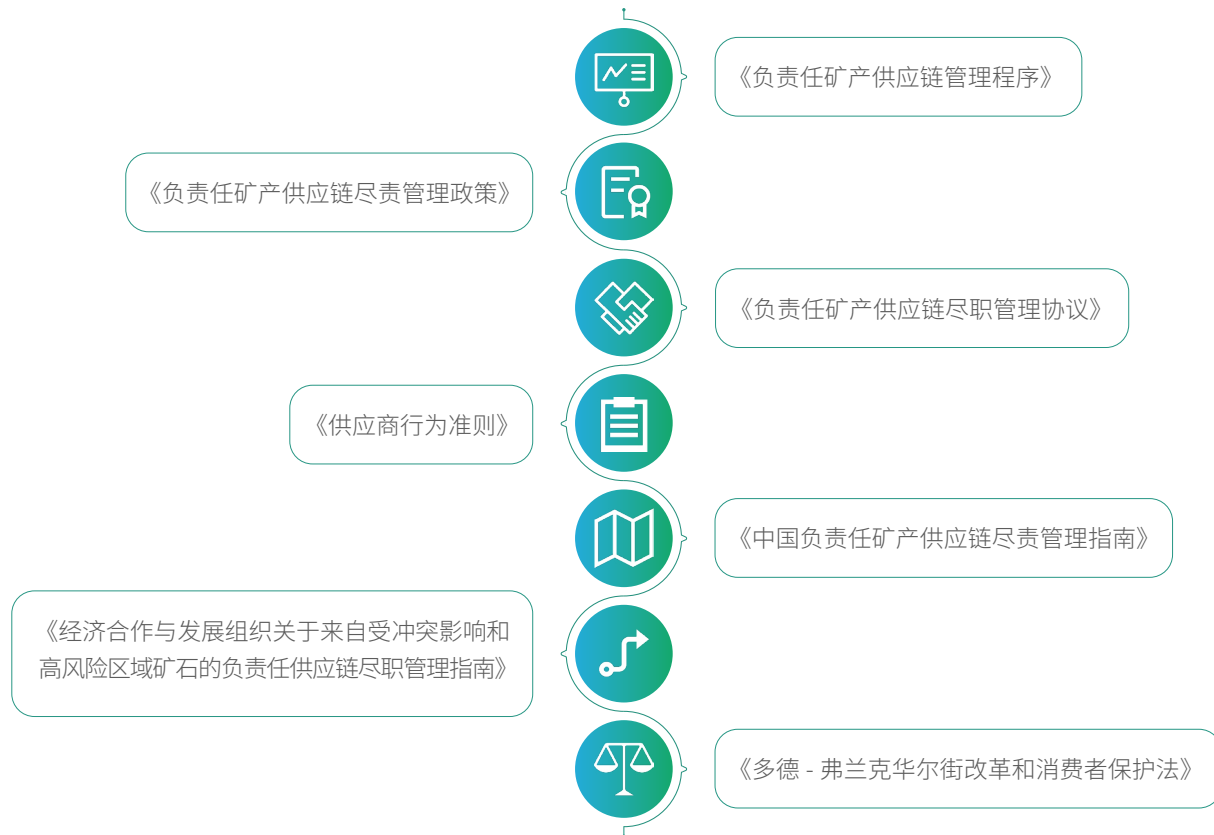 《负责任矿产供应链管理程序》
《负责任矿产供应链尽责管理政策》
《负责任矿产供应链尽职管理协议》
《供应商行为准则》
《中国负责任矿产供应链尽责管理指南》
《经济合作与发展组织关于来自受冲突影响和
高风险区域矿石的负责任供应链尽职管理指南》
《多德 - 弗兰克华尔街改革和消费者保护法》